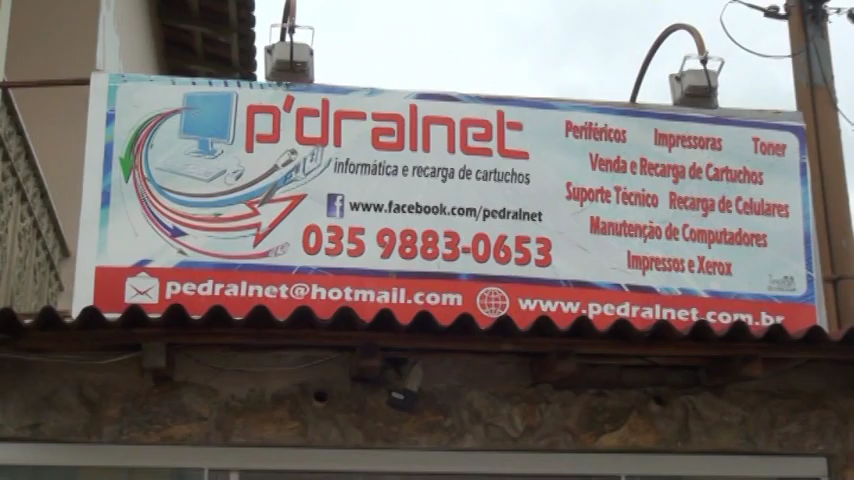 p'dralnet
informática e recarga de cartuchos
www.facebook.com/pedralnet
035 9883-0653
Periféricos Impressoras Toner
Venda e Recarga de Cartuchos
Suporte Técnico Recarga de Celulares
Manutenção de Computadores
Impressos e Xerox
pedralnet@hotmail.com www.pedralnet.com.br